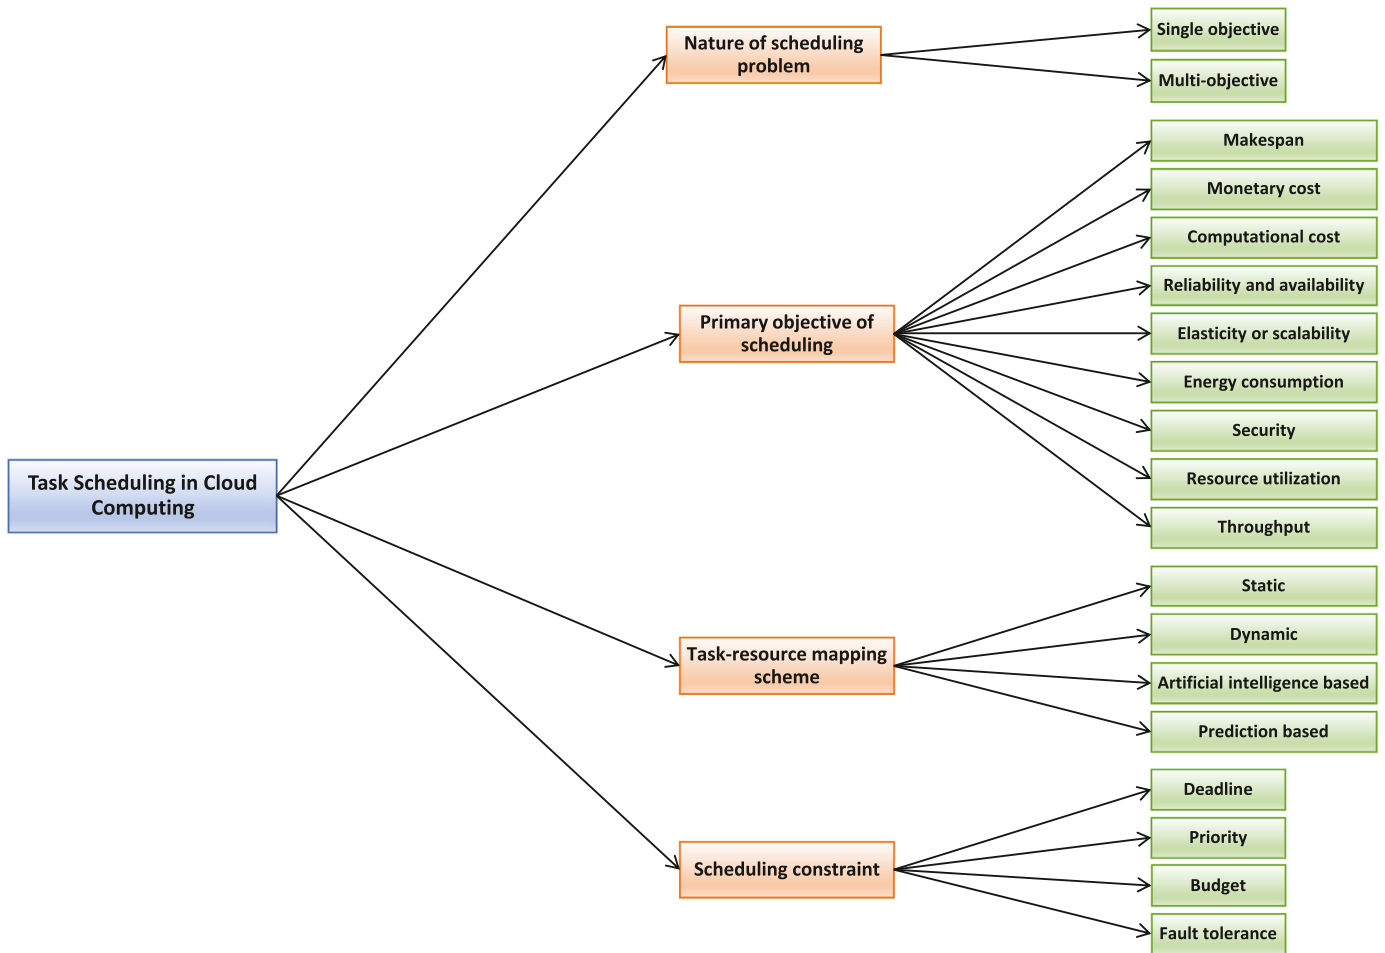 Task Scheduling in Cloud
Computing
Nature of scheduling
problem
Single objective
Multi-objective
Primary objective of
scheduling
Makespan
Monetary cost
Computational cost
Reliability and availability
Elasticity or scalability
Energy consumption
Security
Resource utilization
Throughput
Task-resource mapping
scheme
Static
Dynamic
Artificial intelligence based
Prediction based
Scheduling constraint
Deadline
Priority
Budget
Fault tolerance